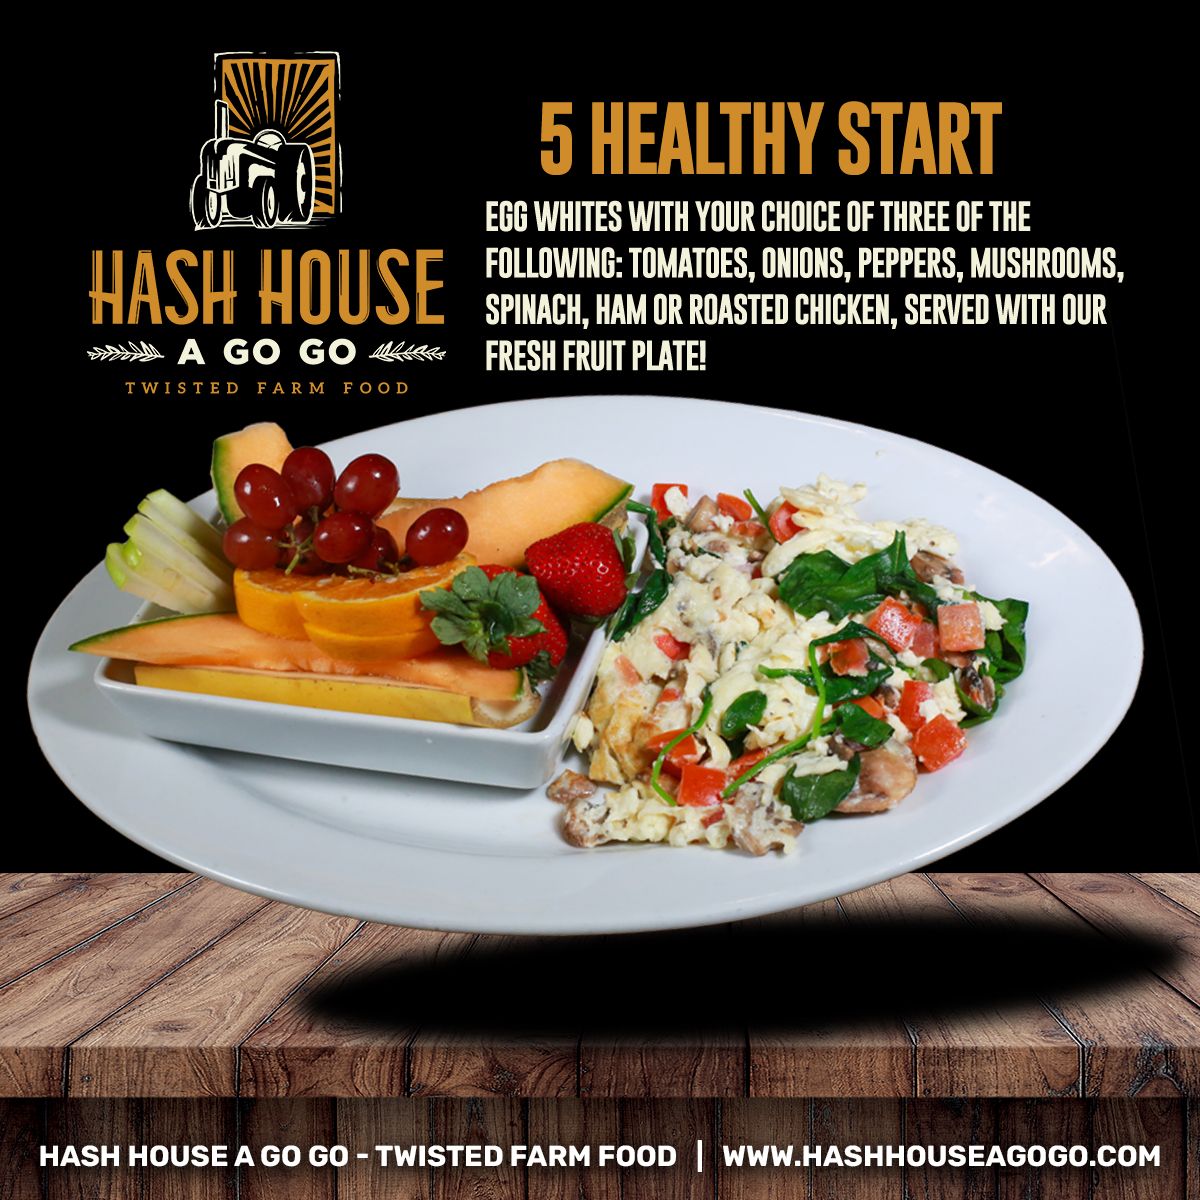 HASH HOUSE
A GO GO
TWISTED FARM FOOD
5 HEALTHY START
EGG WHITES WITH YOUR CHOICE OF THREE OF THE
FOLLOWING: TOMATOES, ONIONS, PEPPERS, MUSHROOMS,
SPINACH, HAM OR ROASTED CHICKEN, SERVED WITH OUR
FRESH FRUIT PLATE!
HASH HOUSE A GO GO - TWISTED FARM FOOD | WWW.HASHHOUSEAGOGO.COM